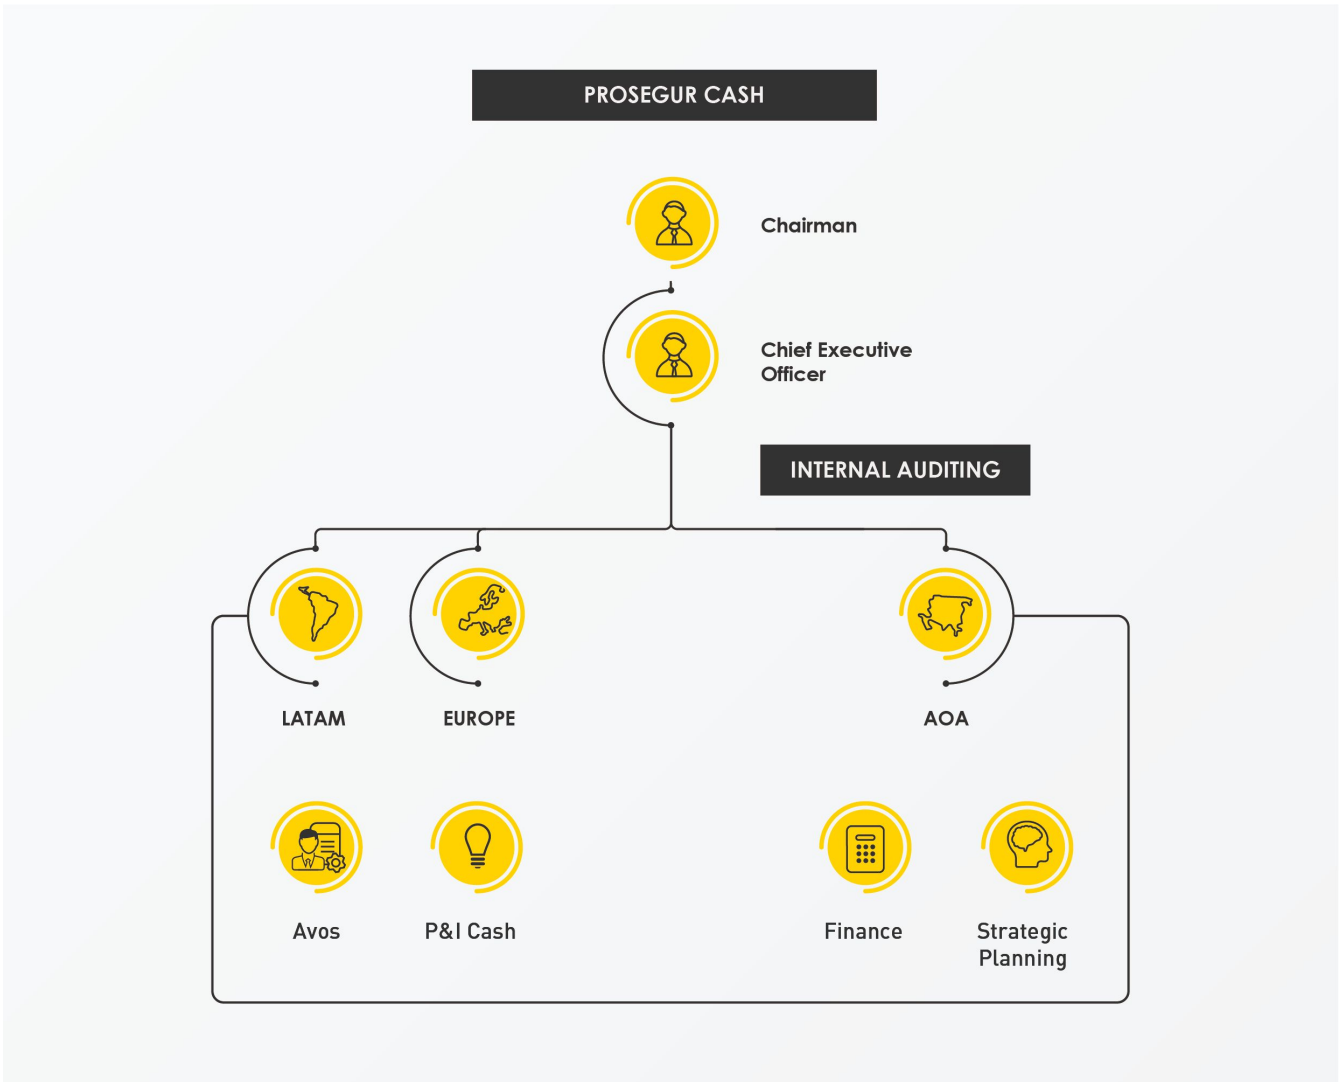 PROSEGUR CASH
Chairman
Chief Executive
Officer
INTERNAL AUDITING
LATAM
EUROPE
AOA
Avos
P&I Cash
Finance
Strategic
Planning